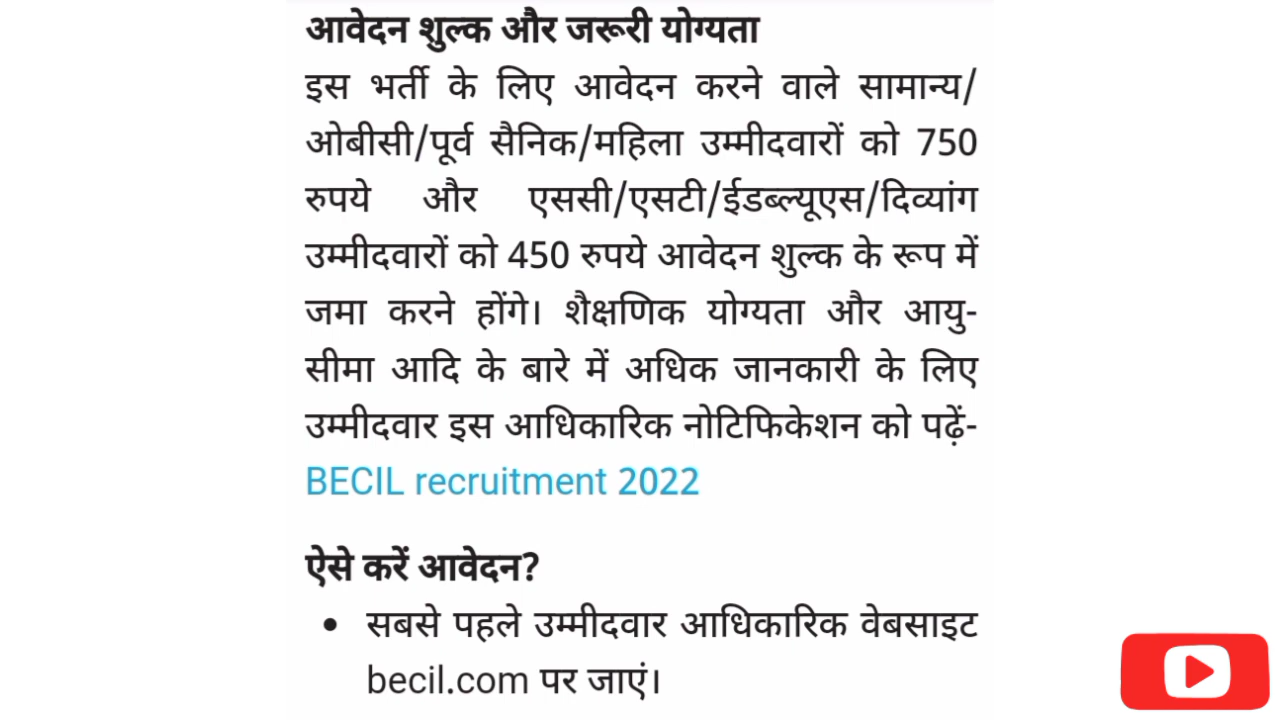 आवेदन शुल्क और जरूरी योग्यता
इस भर्ती के लिए आवेदन करने वाले सामान्य/
ओबीसी/पूर्व सैनिक/महिला उम्मीदवारों को 750
रुपये और एससी/एसटी/ईडब्ल्यूएस/दिव्यांग
उम्मीदवारों को 450 रुपये आवेदन शुल्क के रूप में
जमा करने होंगे। शैक्षणिक योग्यता और आयु-
सीमा आदि के बारे में अधिक जानकारी के लिए
उम्मीदवार इस आधिकारिक नोटिफिकेशन को पढ़ें-
BECIL recruitment 2022
ऐसे करें आवेदन?
• सबसे पहले उम्मीदवार आधिकारिक वेबसाइट
becil.com पर जाएं।